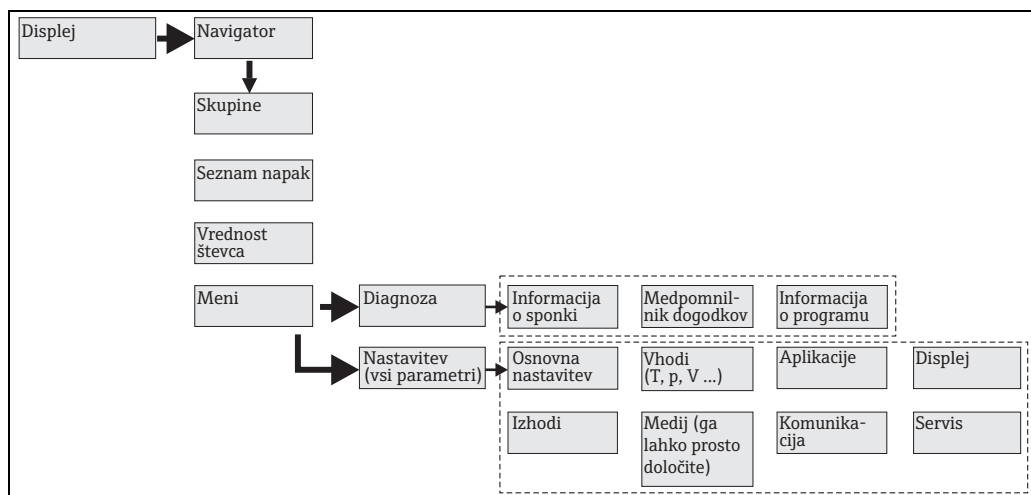 Displej
Navigator
Skupine
Seznam napak
Vrednost
števca
Meni
Diagnoza
Informacija
o sponki
Medpomnil-
nik dogodkov
Informacija
o programu
Nastavitev
(vsi parametri)
Osnovna
nastavitev
Vhodi
(T, p, V ...)
Aplikacije
Displej
Izhodi
Medij (ga
lahko prosto
določite)
Komunika-
cija
Servis